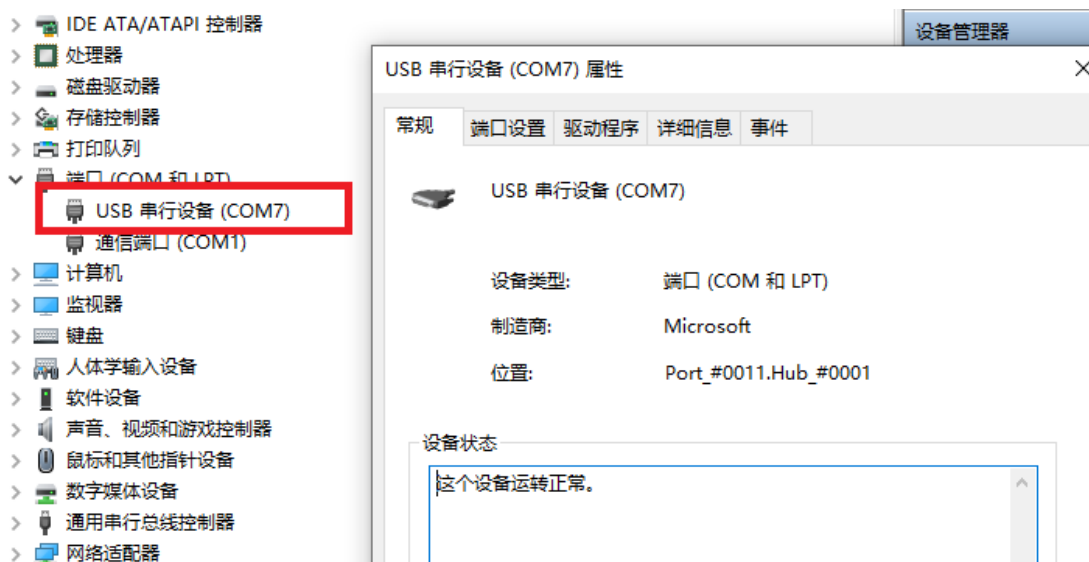 IDE ATA/ATAPI 控制器
处理器
磁盘驱动器
存储控制器
打印队列
端口 (COM 和 LPT)
USB 串行设备 (COM7)
通信端口 (COM1)
计算机
监视器
键盘
人体学输入设备
软件设备
声音、视频和游戏控制器
鼠标和其他指针设备
数字媒体设备
通用串行总线控制器
网络适配器
设备管理器
USB 串行设备 (COM7) 属性
常规 端口设置 驱动程序 详细信息 事件
USB 串行设备 (COM7)
设备类型: 端口 (COM 和 LPT)
制造商: Microsoft
位置: Port_#0011.Hub_#0001
设备状态
这个设备运转正常。